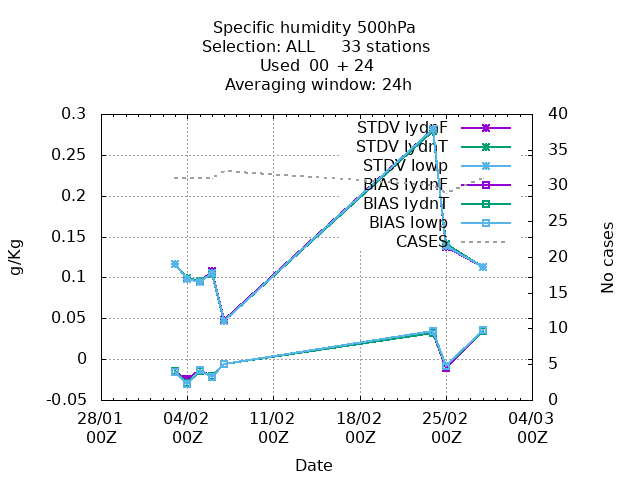 Specific humidity 500hPa
Selection: ALL 33 stations
Used 00 + 24
Averaging window: 24h
0.3
0.25
0.2
0.15
0.1
0.05
0
-0.05
g/Kg
STDV lydnF
STDV lydnT
STDV lowp
BIAS lydnF
BIAS lydnT
BIAS lowp
CASES
40
35
30
25
20
15
10
5
0
No cases
28/01 04/02 11/02 18/02 25/02 04/03
00Z 00Z 00Z 00Z 00Z 00Z
Date